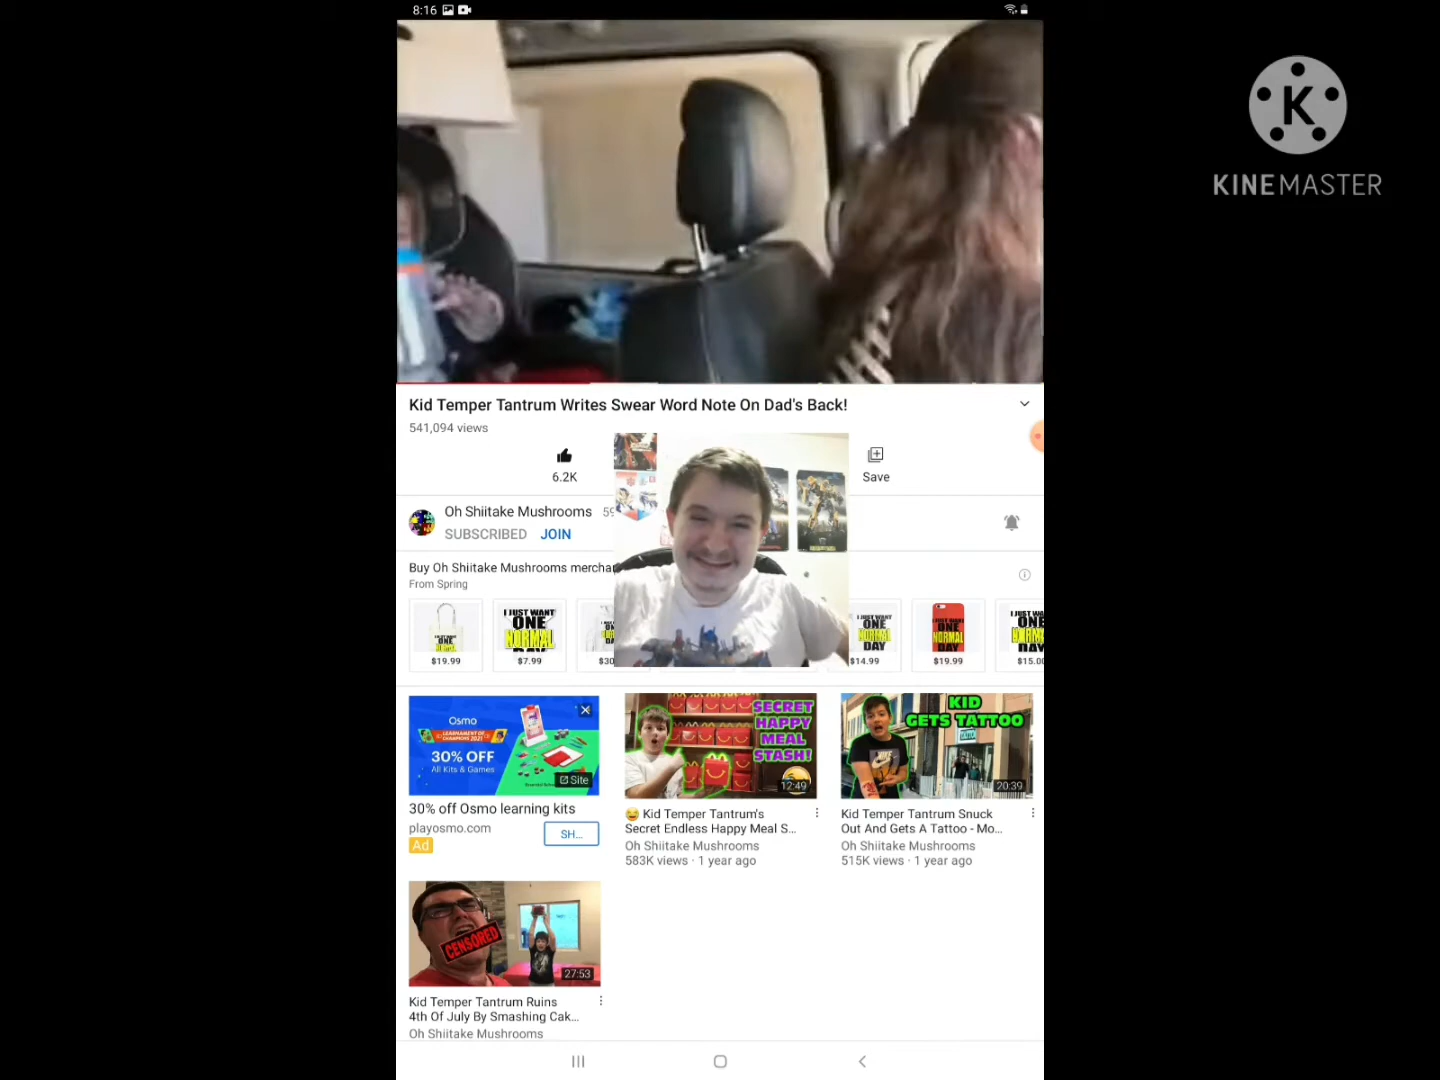 8:16
KINEMASTER
Kid Temper Tantrum Writes Swear Word Note On Dad's Back!
541,094 views
6.2K
Save
Oh Shiitake Mushrooms 59
SUBSCRIBED JOIN
Buy Oh Shiitake Mushrooms mercha
From Spring
I JUST WANT ONE NORMAL DAY
$19.99
$7.99
$30
$14.99
$19.99
$15.00
Osmo
30% OFF
All Kits & Games
Site
30% off Osmo learning kits
playosmo.com
SH...
Ad
SECRET
HAPPY
MEAL
STASH!
12:49
Kid Temper Tantrum's
Secret Endless Happy Meal S...
Oh Shiitake Mushrooms
583K views · 1 year ago
KID
GETS TATTOO
20:39
Kid Temper Tantrum Snuck
Out And Gets A Tattoo - Mo...
Oh Shiitake Mushrooms
515K views · 1 year ago
CENSORED
27:53
Kid Temper Tantrum Ruins
4th Of July By Smashing Cak...
Oh Shiitake Mushrooms